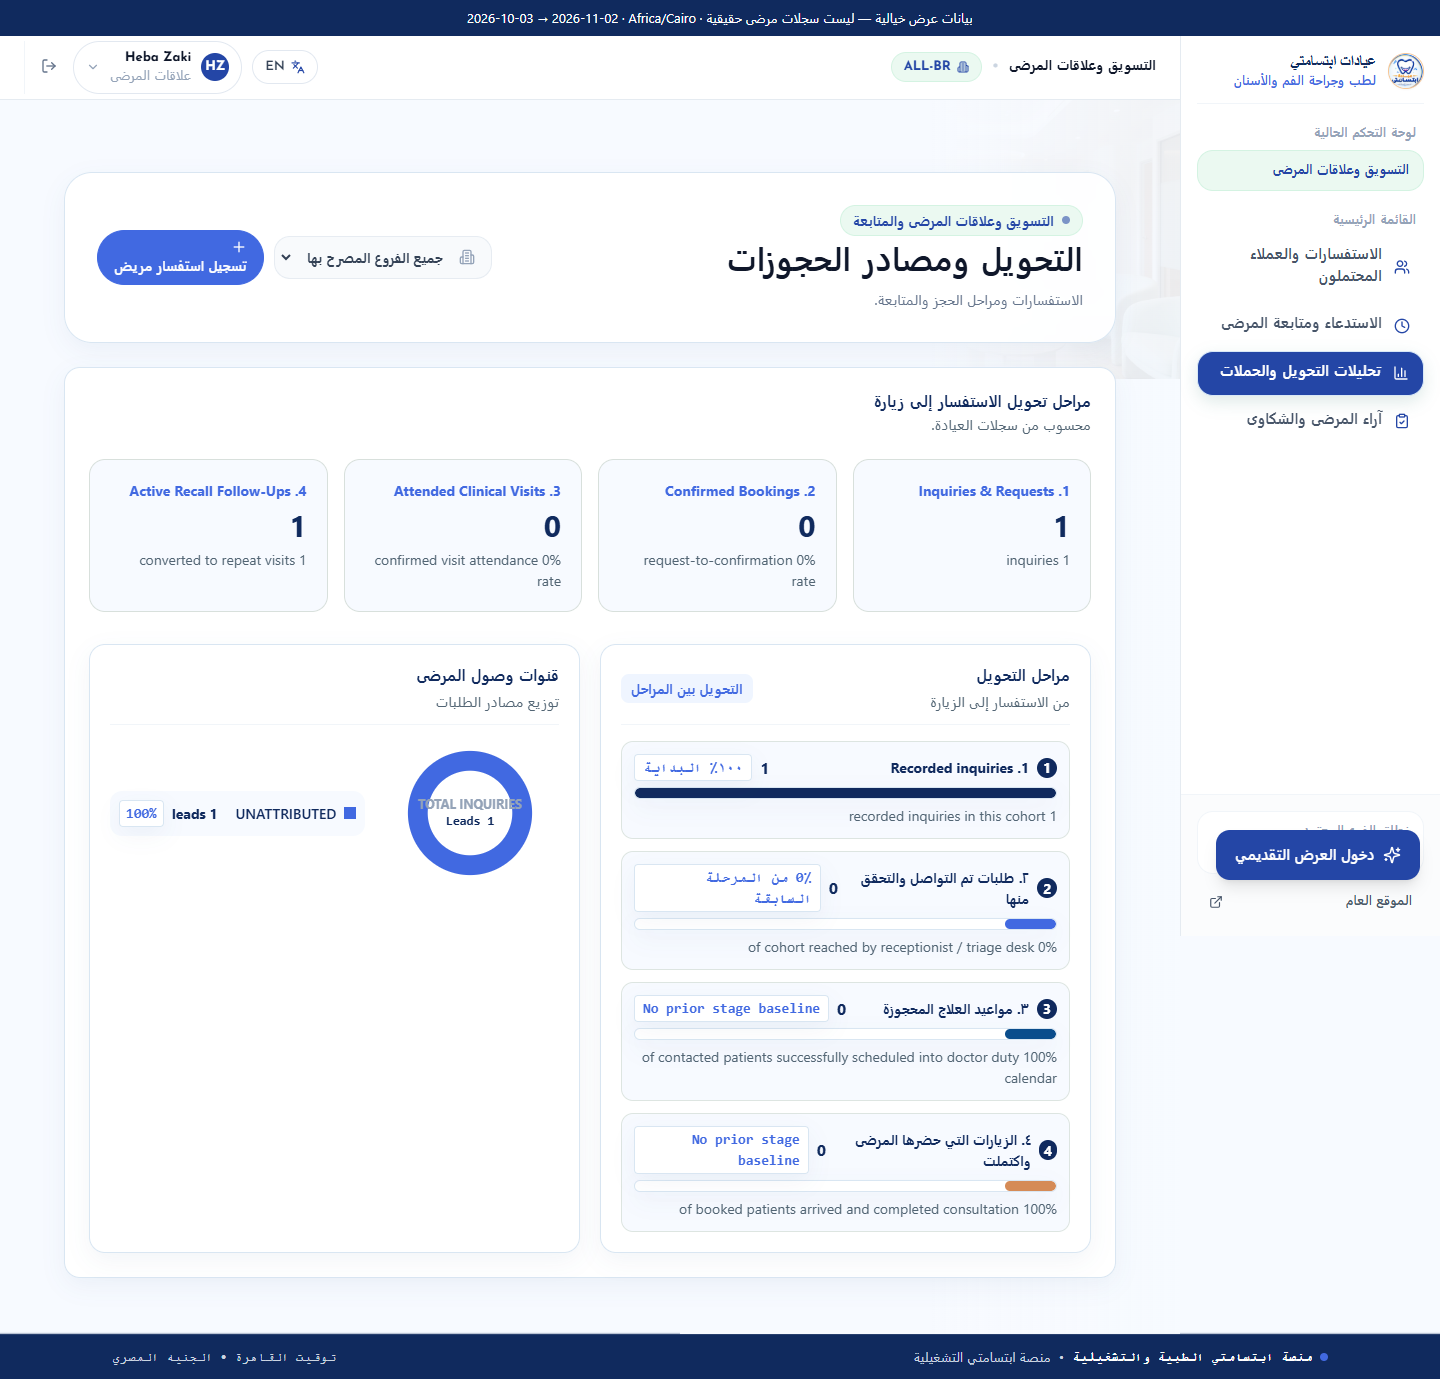 بيانات عرض خيالية — ليست سجلات مرضى حقيقية · 2026-10-03 → 2026-11-02 · Africa/Cairo
عيادات ابتسامتي
لطب وجراحة الفم والأسنان
التسويق وعلاقات المرضى
•
ALL-BR
EN
HZ
Heba Zaki
علاقات المرضى
لوحة التحكم الحالية
التسويق وعلاقات المرضى
القائمة الرئيسية
الاستفسارات والعملاء
المحتملون
الاستدعاء ومتابعة المرضى
تحليلات التحويل والحملات
آراء المرضى والشكاوى
دخول العرض التقديمي
الموقع العام
التسويق وعلاقات المرضى والمتابعة
التحويل ومصادر الحجوزات
الاستفسارات ومراحل الحجز والمتابعة.
جميع الفروع المصرح بها
+
تسجيل استفسار مريض
مراحل تحويل الاستفسار إلى زيارة
محسوب من سجلات العيادة.
Inquiries & Requests .1
1
inquiries 1
Confirmed Bookings .2
0
request-to-confirmation 0%
rate
Attended Clinical Visits .3
0
confirmed visit attendance 0%
rate
Active Recall Follow-Ups .4
1
converted to repeat visits 1
مراحل التحويل
من الاستفسار إلى الزيارة
التحويل بين المراحل
1
Recorded inquiries .1
1
١٠٠٪ البداية
recorded inquiries in this cohort 1
2
٢. طلبات تم التواصل والتحقق
منها
0
0٪ من المرحلة
السابقة
of cohort reached by receptionist / triage desk 0%
3
٣. مواعيد العلاج المحجوزة
0
No prior stage baseline
of contacted patients successfully scheduled into doctor duty 100%
calendar
4
٤. الزيارات التي حضرها المرضى
واكتملت
0
No prior stage
baseline
of booked patients arrived and completed consultation 100%
قنوات وصول المرضى
توزيع مصادر الطلبات
TOTAL INQUIRIES
Leads 1
UNATTRIBUTED
leads 1
100%
منصة ابتسامتي الطبية والتشغيلية • منصة ابتسامتي التشغيلية
توقيت القاهرة • الجنيه المصري